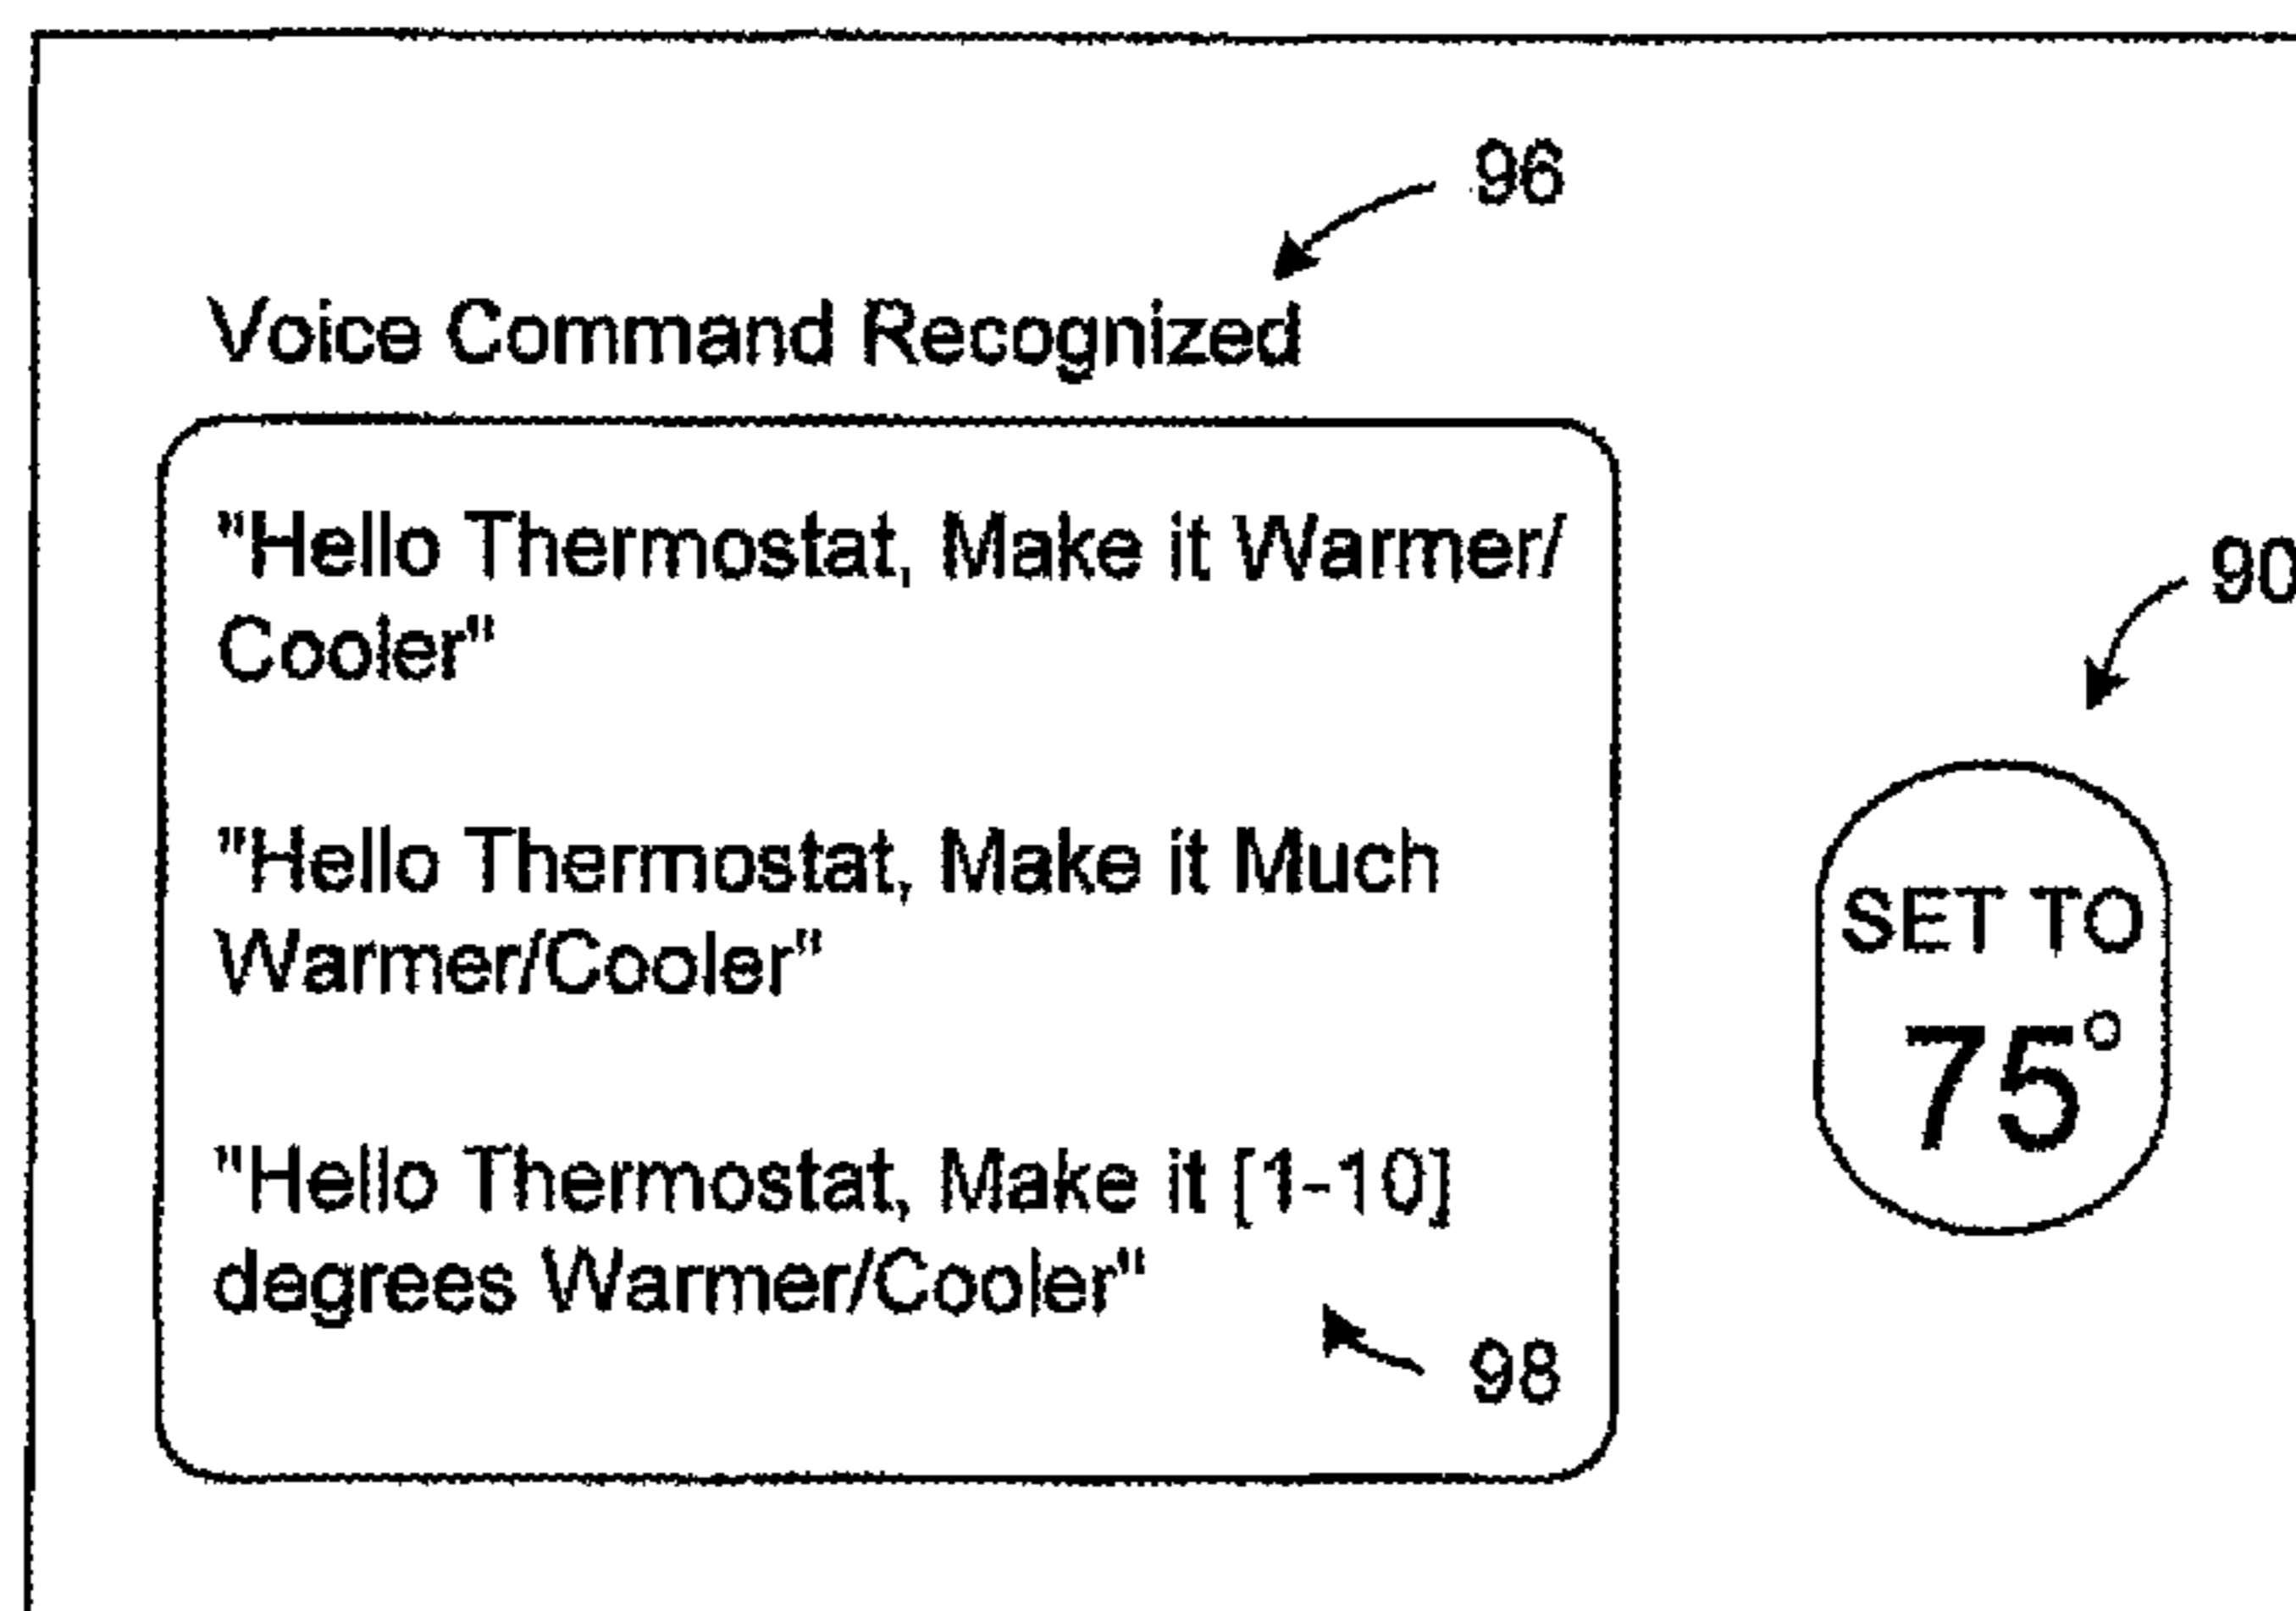 96
Voice Command Recognized
"Hello Thermostat, Make it Warmer/
Cooler"
"Hello Thermostat, Make it Much
Warmer/Cooler"
"Hello Thermostat, Make it [1-10]
degrees Warmer/Cooler"
98
90
SET TO
75°